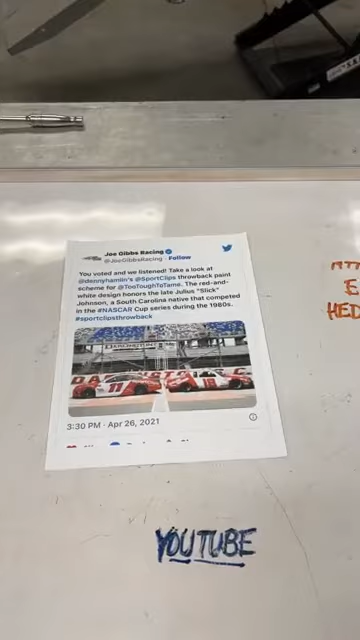 Joe Gibbs Racing
@JoeGibbsRacing · Follow
You voted and we listened! Take a look at
@dennyhamlin's @SportClips throwback paint
scheme for @TooToughToTame. The red-and-
white design honors the late Julius "Slick"
Johnson, a South Carolina native that competed
in the #NASCAR Cup series during the 1980s.
#sportclipsthrowback
11
3:30 PM · Apr 26, 2021
HED
YOUTUBE